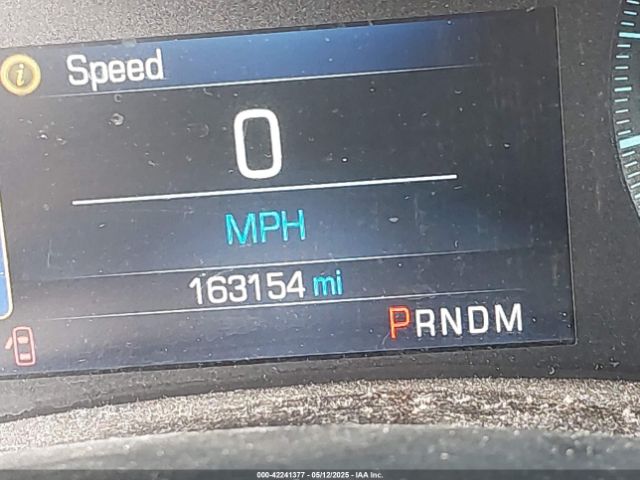 i Speed
0
MPH
163154 mi
PRNDM
000-42241377 - 05/12/2025 - IAA Inc.